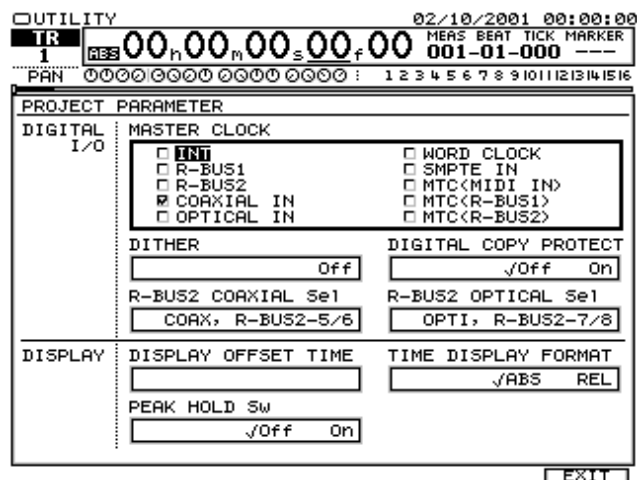 UTILITY 02/10/2001 00:00:00
TR 1 ABS 00h00m00s00f00 MEAS BEAT TICK MARKER
001-01-000 ---
PAN 1 2 3 4 5 6 7 8 9 10 11 12 13 14 15 16
PROJECT PARAMETER
DIGITAL I/O MASTER CLOCK
INT WORD CLOCK
R-BUS1 SMPTE IN
R-BUS2 MTC(MIDI IN)
COAXIAL IN MTC(R-BUS1)
OPTICAL IN MTC(R-BUS2)
DITHER DIGITAL COPY PROTECT
Off √Off On
R-BUS2 COAXIAL Sel R-BUS2 OPTICAL Sel
COAX, R-BUS2-5/6 OPTI, R-BUS2-7/8
DISPLAY DISPLAY OFFSET TIME TIME DISPLAY FORMAT
√ABS REL
PEAK HOLD Sw
√Off On
EXIT